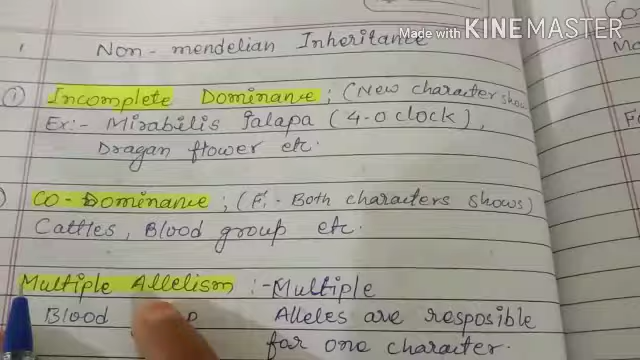 Made with KINEMASTER
Non-mendelian Inheritance
① Incomplete Dominance ; (New character show
Ex:- Mirabilis Jalapa (4-O clock),
Dragan flower etc.
Co-Dominance ; (F₁- Both characters shows)
Cattles, Blood group etc.
Multiple Allelism :- Multiple
Blood Alleles are resposible
for one character.
Co